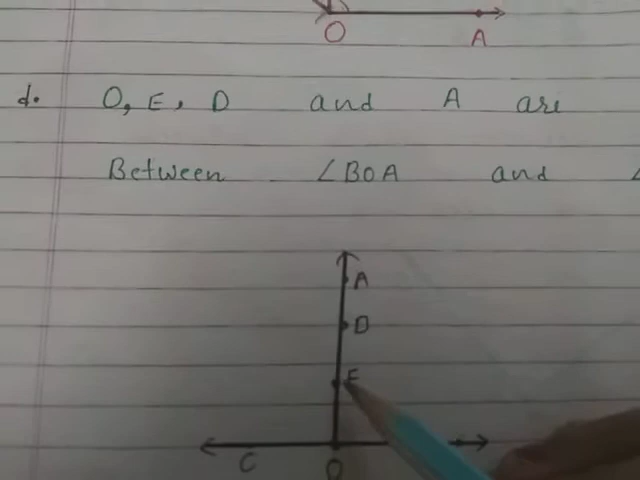 O A
d. O, E, D and A are
Between ∠BOA and ∠
A
D
E
C O